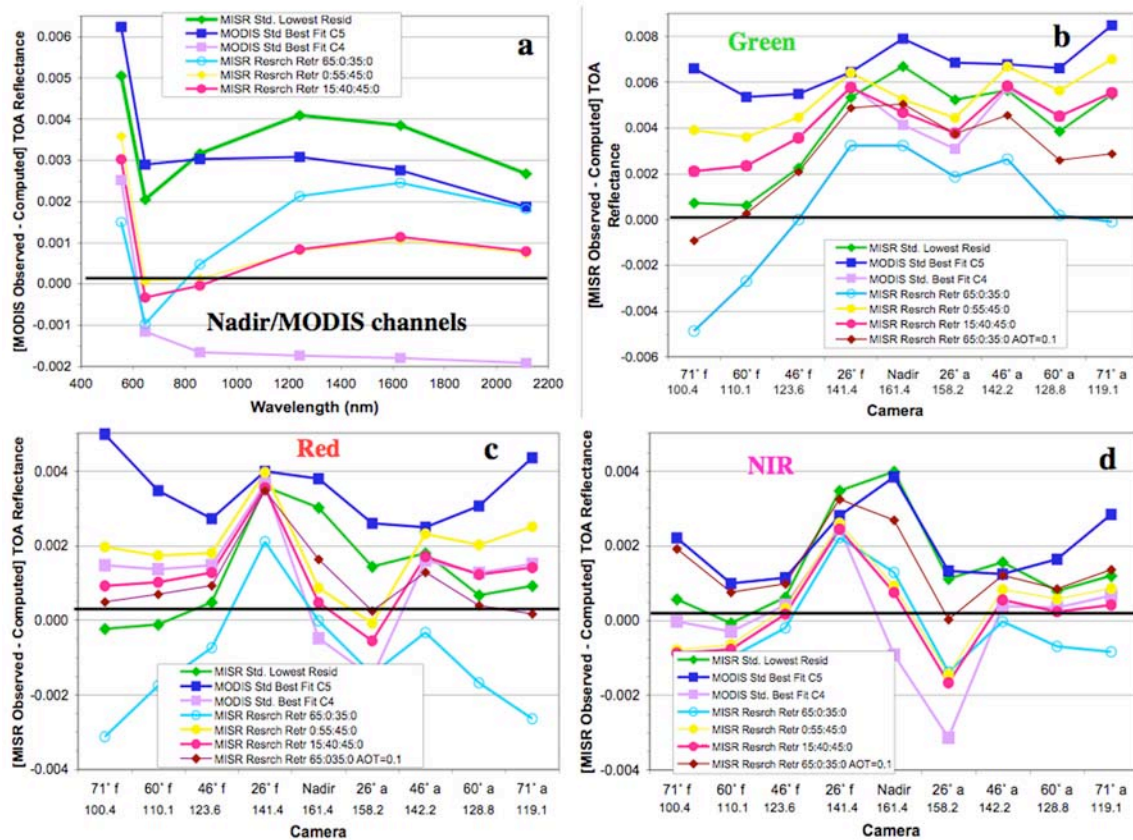 a
MISR Std. Lowest Resid
MODIS Std Best Fit C5
MODIS Std Best Fit C4
MISR Resrch Retr 65:0:35:0
MISR Resrch Retr 0:55:45:0
MISR Resrch Retr 15:40:45:0
[MODIS Observed - Computed] TOA Reflectance
0.006
0.005
0.004
0.003
0.002
0.001
0.000
-0.001
-0.002
Nadir/MODIS channels
400 600 800 1000 1200 1400 1600 1800 2000 2200
Wavelength (nm)
b
Green
[MISR Observed - Computed] TOA
Reflectance
0.008
0.006
0.004
0.002
0.000
-0.002
-0.004
-0.006
MISR Std. Lowest Resid
MODIS Std Best Fit C5
MODIS Std. Best Fit C4
MISR Resrch Retr 65:0:35:0
MISR Resrch Retr 0:55:45:0
MISR Resrch Retr 15:40:45:0
MISR Resrch Retr 65:0:35:0 AOT=0.1
71° f 60° f 46° f 26° f Nadir 26° a 46° a 60° a 71° a
100.4 110.1 123.6 141.4 161.4 158.2 142.2 128.8 119.1
Camera
Red
c
[MISR Observed - Computed] TOA Reflectance
0.004
0.002
0.000
-0.002
-0.004
MISR Std. Lowest Resid
MODIS Std Best Fit C5
MODIS Std. Best Fit C4
MISR Resrch Retr 65:0:35:0
MISR Resrch Retr 0:55:45:0
MISR Resrch Retr 15:40:45:0
MISR Resrch Retr 65:035:0 AOT=0.1
71° f 60° f 46° f 26° f Nadir 26° a 46° a 60° a 71° a
100.4 110.1 123.6 141.4 161.4 158.2 142.2 128.8 119.1
Camera
NIR
d
[MISR Observed - Computed] TOA Reflectance
0.004
0.002
0.000
-0.002
-0.004
MISR Std. Lowest Resid
MODIS Std Best Fit C5
MODIS Std. Best Fit C4
MISR Resrch Retr 65:0:35:0
MISR Resrch Retr 0:55:45:0
MISR Resrch Retr 15:40:45:0
MISR Resrch Retr 65:0:35:0 AOT=0.1
71° f 60° f 46° f 26° f Nadir 26° a 46° a 60° a 71° a
100.4 110.1 123.6 141.4 161.4 158.2 142.2 128.8 119.1
Camera